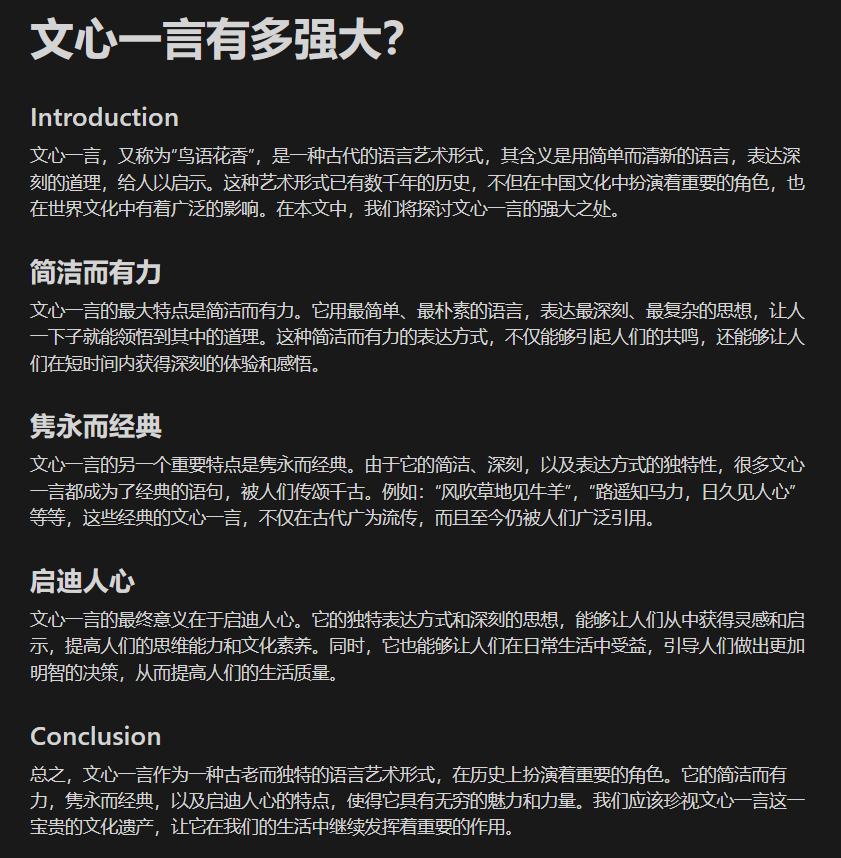 文心一言有多强大？
Introduction
文心一言，又称为“鸟语花香”，是一种古代的语言艺术形式，其含义是用简单而清新的语言，表达深
刻的道理，给人以启示。这种艺术形式已有数千年的历史，不但在中国文化中扮演着重要的角色，也
在世界文化中有着广泛的影响。在本文中，我们将探讨文心一言的强大之处。
简洁而有力
文心一言的最大特点是简洁而有力。它用最简单、最朴素的语言，表达最深刻、最复杂的思想，让人
一下子就能领悟到其中的道理。这种简洁而有力的表达方式，不仅能够引起人们的共鸣，还能够让人
们在短时间内获得深刻的体验和感悟。
隽永而经典
文心一言的另一个重要特点是隽永而经典。由于它的简洁、深刻，以及表达方式的独特性，很多文心
一言都成为了经典的语句，被人们传颂千古。例如：“风吹草地见牛羊”，“路遥知马力，日久见人心”
等等，这些经典的文心一言，不仅在古代广为流传，而且至今仍被人们广泛引用。
启迪人心
文心一言的最终意义在于启迪人心。它的独特表达方式和深刻的思想，能够让人们从中获得灵感和启
示，提高人们的思维能力和文化素养。同时，它也能够让人们在日常生活中受益，引导人们做出更加
明智的决策，从而提高人们的生活质量。
Conclusion
总之，文心一言作为一种古老而独特的语言艺术形式，在历史上扮演着重要的角色。它的简洁而有
力，隽永而经典，以及启迪人心的特点，使得它具有无穷的魅力和力量。我们应该珍视文心一言这一
宝贵的文化遗产，让它在我们的生活中继续发挥着重要的作用。